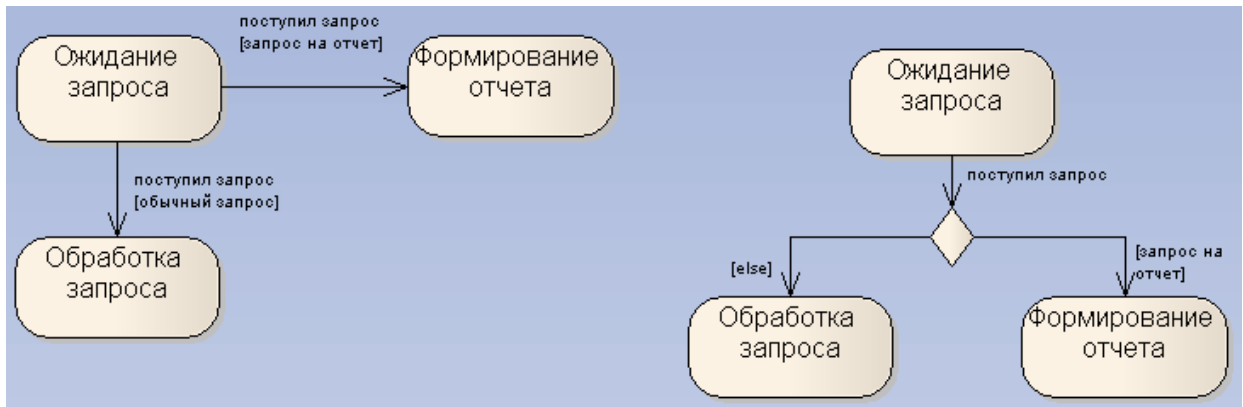 поступил запрос
[запрос на отчет]
Ожидание
запроса
Формирование
отчета
поступил запрос
[обычный запрос]
Обработка
запроса
Ожидание
запроса
поступил запрос
[else]
[запрос на
отчет]
Обработка
запроса
Формирование
отчета